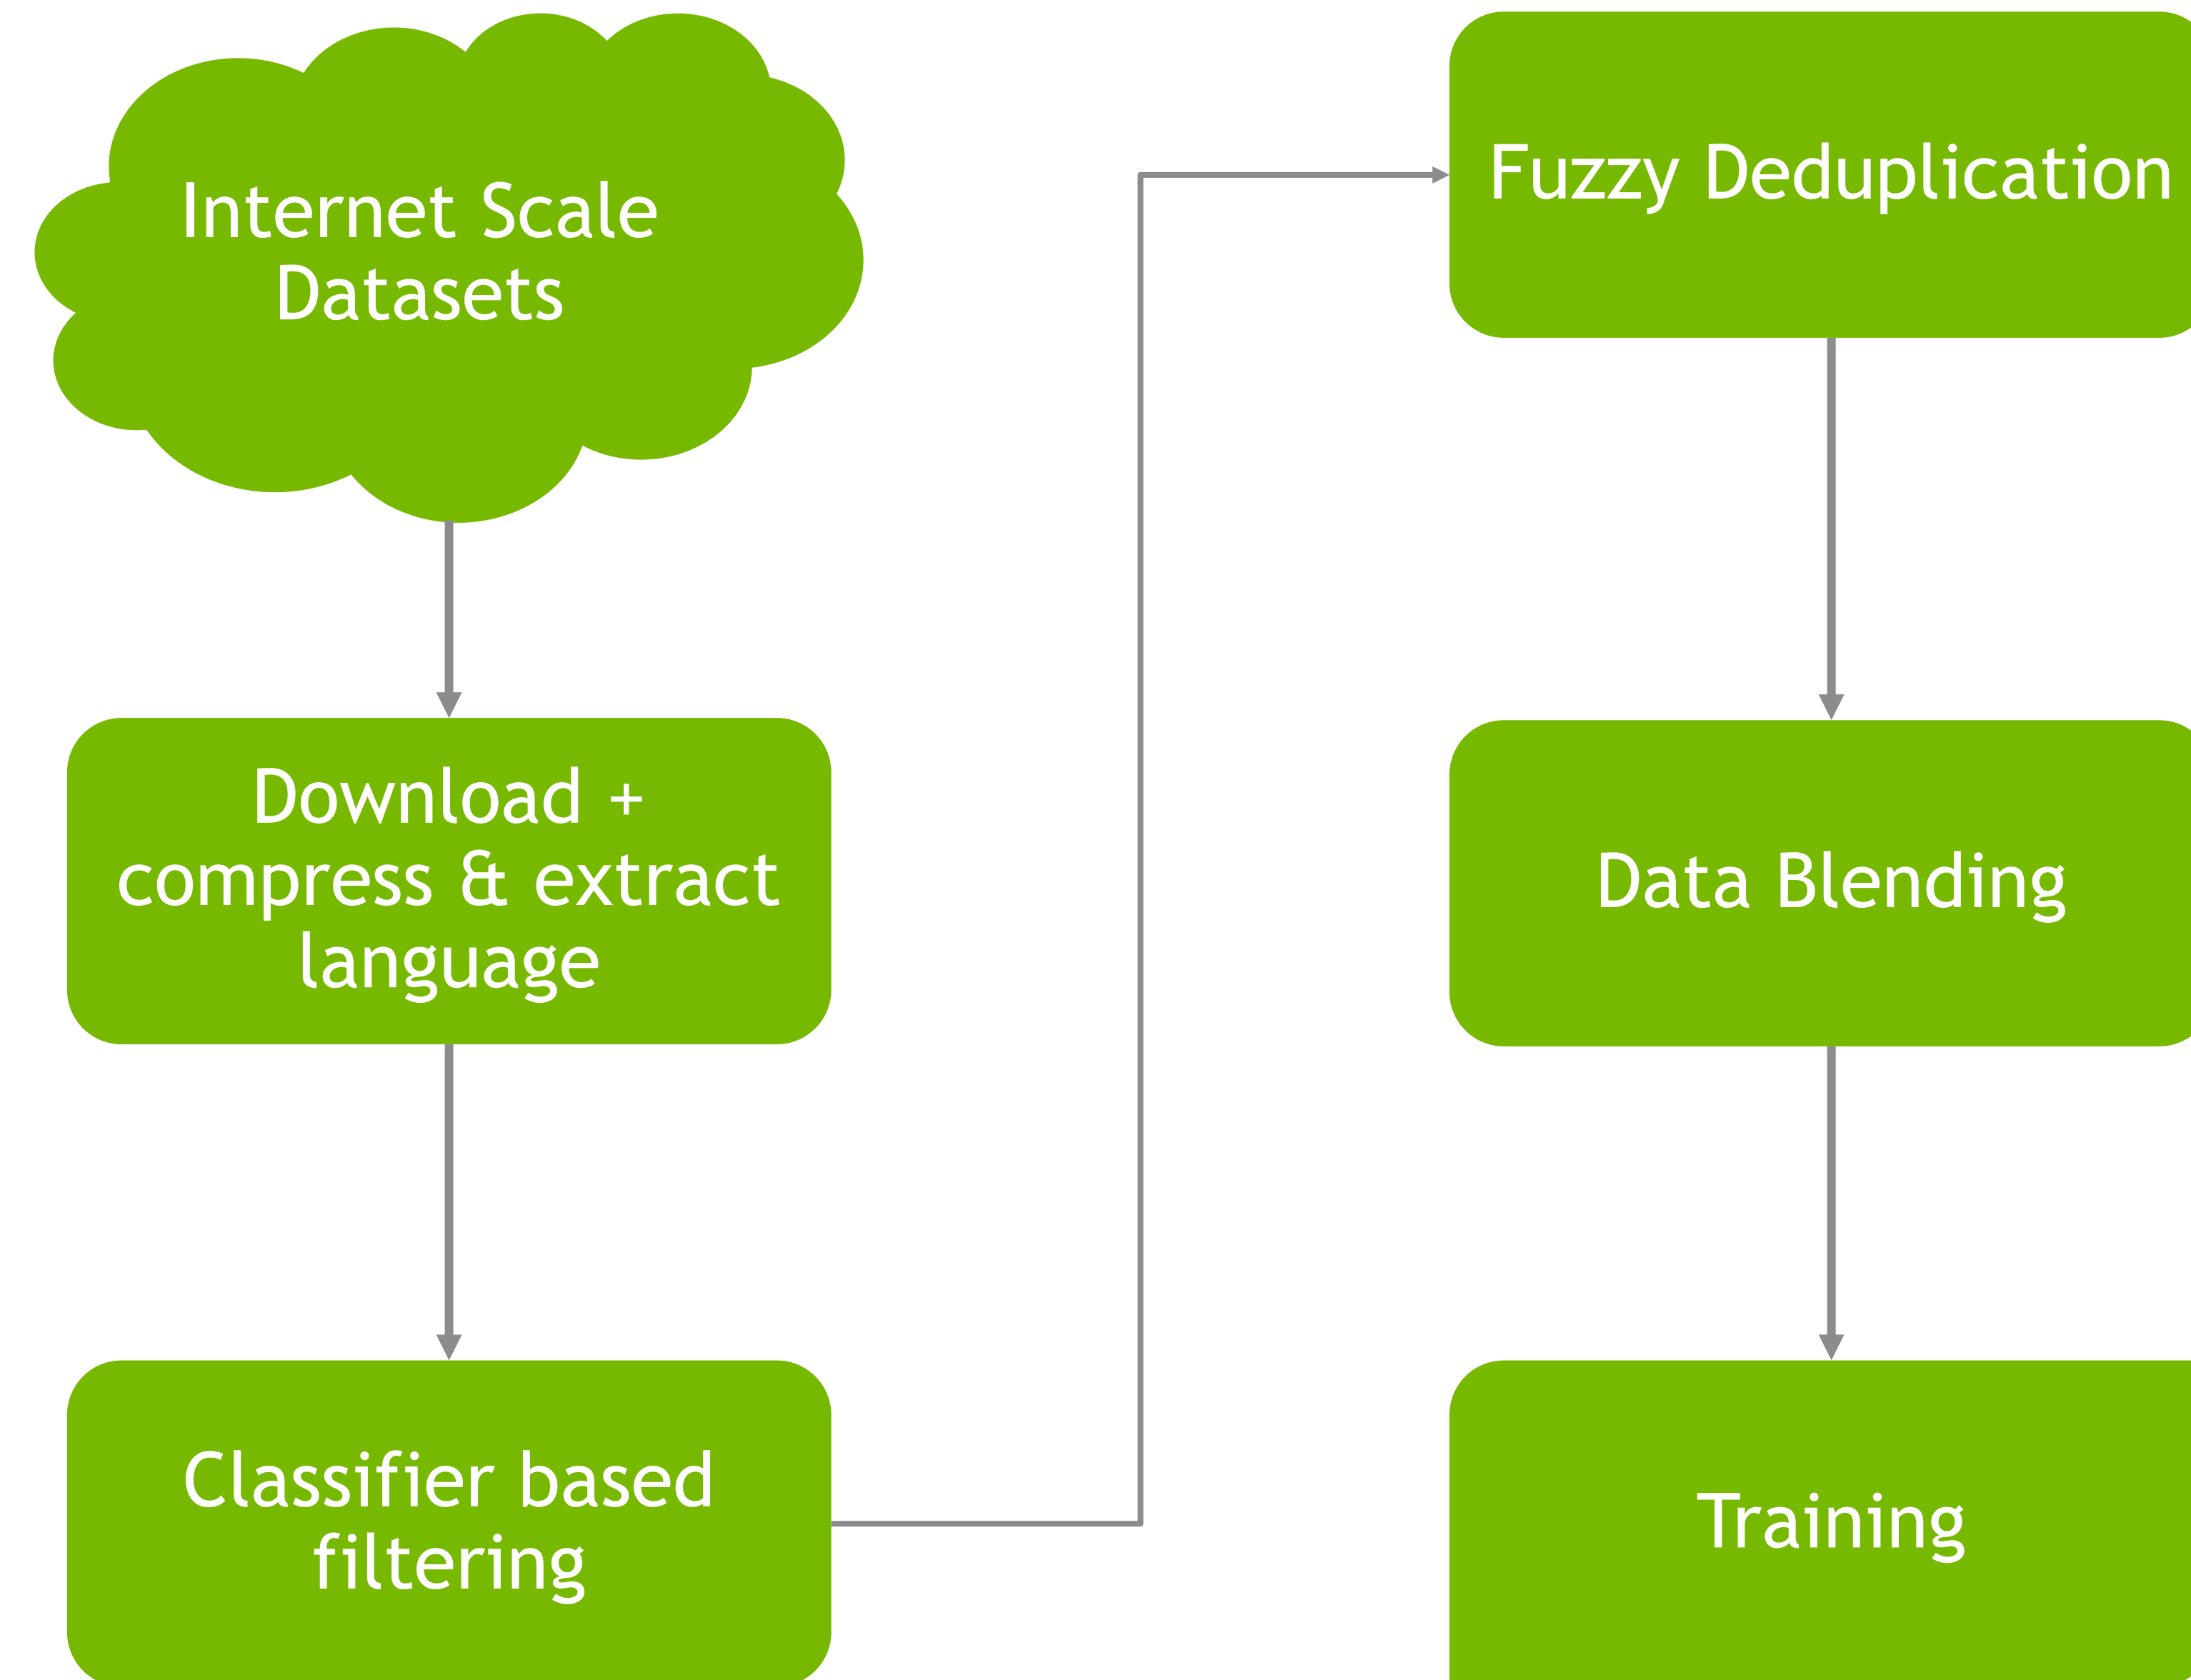 Internet Scale
Datasets
Download +
compress & extract
language
Classifier based
filtering
Fuzzy Deduplication
Data Blending
Training